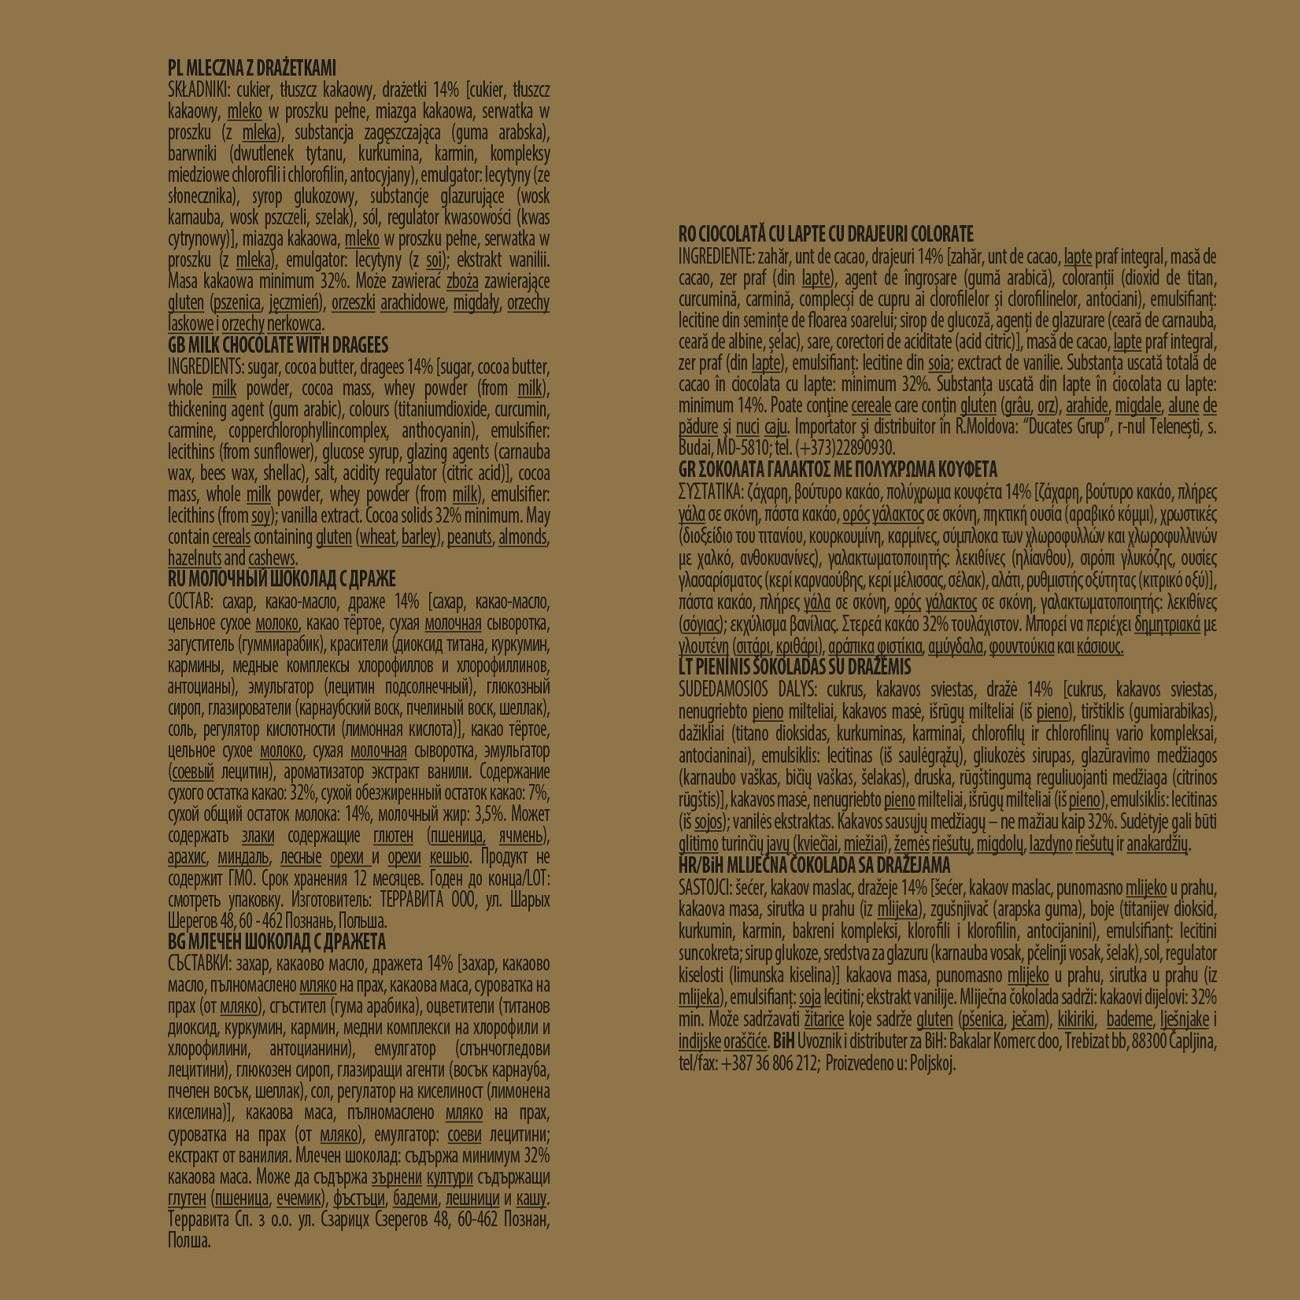 PL MLECZNA Z DRAŻETKAMI
SKŁADNIKI: cukier, tłuszcz kakaowy, drażetki 14% [cukier, tłuszcz
kakaowy, mleko w proszku pełne, miazga kakaowa, serwatka w
proszku (z mleka), substancja zagęszczająca (guma arabska),
barwniki (dwutlenek tytanu, kurkumina, karmin, kompleksy
miedziowe chlorofili i chlorofilin, antocyjany), emulgator: lecytyny (ze
słonecznika), syrop glukozowy, substancje glazurujące (wosk
karnauba, wosk pszczeli, szelak), sól, regulator kwasowości (kwas
cytrynowy)], miazga kakaowa, mleko w proszku pełne, serwatka w
proszku (z mleka), emulgator: lecytyny (z soi); ekstrakt wanilii.
Masa kakaowa minimum 32%. Może zawierać zboża zawierające
gluten (pszenica, jęczmień), orzeszki arachidowe, migdały, orzechy
laskowe i orzechy nerkowca.
GB MILK CHOCOLATE WITH DRAGEES
INGREDIENTS: sugar, cocoa butter, dragees 14% [sugar, cocoa butter,
whole milk powder, cocoa mass, whey powder (from milk),
thickening agent (gum arabic), colours (titaniumdioxide, curcumin,
carmine, copperchlorophyllincomplex, anthocyanin), emulsifier:
lecithins (from sunflower), glucose syrup, glazing agents (carnauba
wax, bees wax, shellac), salt, acidity regulator (citric acid)], cocoa
mass, whole milk powder, whey powder (from milk), emulsifier:
lecithins (from soy); vanilla extract. Cocoa solids 32% minimum. May
contain cereals containing gluten (wheat, barley), peanuts, almonds,
hazelnuts and cashews.
RU МОЛОЧНЫЙ ШОКОЛАД С ДРАЖЕ
СОСТАВ: сахар, какао-масло, драже 14% [сахар, какао-масло,
цельное сухое молоко, какао тёртое, сухая молочная сыворотка,
загуститель (гуммиарабик), красители (диоксид титана, куркумин,
кармины, медные комплексы хлорофиллов и хлорофиллинов,
антоцианы), эмульгатор (лецитин подсолнечный), глюкозный
сироп, глазирователи (карнаубский воск, пчелиный воск, шеллак),
соль, регулятор кислотности (лимонная кислота)], какао тёртое,
цельное сухое молоко, сухая молочная сыворотка, эмульгатор
(соевый лецитин), ароматизатор экстракт ванили. Содержание
сухого остатка какао: 32%, сухой обезжиренный остаток какао: 7%,
сухой общий остаток молока: 14%, молочный жир: 3,5%. Может
содержать злаки содержащие глютен (пшеница, ячмень),
арахис, миндаль, лесные орехи и орехи кешью. Продукт не
содержит ГМО. Срок хранения 12 месяцев. Годен до конца/LOT:
смотреть упаковку. Изготовитель: ТЕРРАВИТА ООО, ул. Шарых
Шерегов 48, 60 - 462 Познань, Польша.
BG МЛЕЧЕН ШОКОЛАД С ДРАЖЕТА
СЪСТАВКИ: захар, какаово масло, дражета 14% [захар, какаово
масло, пълномаслено мляко на прах, какаова маса, суроватка на
прах (от мляко), сгъстител (гума арабика), оцветители (титанов
диоксид, куркумин, кармин, медни комплекси на хлорофили и
хлорофилини, антоцианини), емулгатор (слънчогледови
лецитини), глюкозен сироп, глазиращи агенти (восък карнауба,
пчелен восък, шеллак), сол, регулатор на киселиност (лимонена
киселина)], какаова маса, пълномаслено мляко на прах,
суроватка на прах (от мляко), емулгатор: соеви лецитини;
екстракт от ванилия. Млечен шоколад: съдържа минимум 32%
какаова маса. Може да съдържа зърнени култури съдържащи
глутен (пшеница, ечемик), фъстъци, бадеми, лешници и кашу.
Терравита Сп. з о.о. ул. Сзарицх Сзерегов 48, 60-462 Познан,
Полша.
RO CIOCOLATĂ CU LAPTE CU DRAJEURI COLORATE
INGREDIENTE: zahăr, unt de cacao, drajeuri 14% [zahăr, unt de cacao, lapte praf integral, masă de
cacao, zer praf (din lapte), agent de îngroşare (gumă arabică), coloranţii (dioxid de titan,
curcumină, carmină, complecşi de cupru ai clorofilelor şi clorofilinelor, antociani), emulsifianţ:
lecitine din seminţe de floarea soarelui; sirop de glucoză, agenţi de glazurare (ceară de carnauba,
ceară de albine, şelac), sare, corectori de aciditate (acid citric)], masă de cacao, lapte praf integral,
zer praf (din lapte), emulsifianţ: lecitine din soia; exctract de vanilie. Substanţa uscată totală de
cacao în ciocolata cu lapte: minimum 32%. Substanţa uscată din lapte în ciocolata cu lapte:
minimum 14%. Poate conţine cereale care conţin gluten (grâu, orz), arahide, migdale, alune de
pădure şi nuci caju. Importator şi distribuitor în R.Moldova: "Ducates Grup", r-nul Teleneşti, s.
Budai, MD-5810; tel. (+373)22890930.
GR ΣΟΚΟΛΑΤΑ ΓΑΛΑΚΤΟΣ ΜΕ ΠΟΛΥΧΡΩΜΑ ΚΟΥΦΕΤΑ
ΣΥΣΤΑΤΙΚΑ: ζάχαρη, βούτυρο κακάο, πολύχρωμα κουφέτα 14% [ζάχαρη, βούτυρο κακάο, πλήρες
γάλα σε σκόνη, πάστα κακάο, ορός γάλακτος σε σκόνη, πηκτική ουσία (αραβικό κόμμι), χρωστικές
(διοξείδιο του τιτανίου, κουρκουμίνη, καρμίνες, σύμπλοκα των χλωροφυλλών και χλωροφυλλινών
με χαλκό, ανθοκυανίνες), γαλακτωματοποιητής: λεκιθίνες (ηλίανθου), σιρόπι γλυκόζης, ουσίες
γλασαρίσματος (κερί καρναούβης, κερί μέλισσας, σέλακ), αλάτι, ρυθμιστής οξύτητας (κιτρικό οξύ)],
πάστα κακάο, πλήρες γάλα σε σκόνη, ορός γάλακτος σε σκόνη, γαλακτωματοποιητής: λεκιθίνες
(σόγιας); εκχύλισμα βανίλιας. Στερεά κακάο 32% τουλάχιστον. Μπορεί να περιέχει δημητριακά με
γλουτένη (σιτάρι, κριθάρι), αράπικα φιστίκια, αμύγδαλα, φουντούκια και κάσιους.
LT PIENINIS ŠOKOLADAS SU DRAŽĖMIS
SUDEDAMOSIOS DALYS: cukrus, kakavos sviestas, dražė 14% [cukrus, kakavos sviestas,
nenugriebto pieno milteliai, kakavos masė, išrūgų milteliai (iš pieno), tirštiklis (gumiarabikas),
dažikliai (titano dioksidas, kurkuminas, karminai, chlorofilų ir chlorofilinų vario kompleksai,
antocianinai), emulsiklis: lecitinas (iš saulėgrąžų), gliukozės sirupas, glazūravimo medžiagos
(karnaubo vaškas, bičių vaškas, šelakas), druska, rūgštingumą reguliuojanti medžiaga (citrinos
rūgštis)], kakavos masė, nenugriebto pieno milteliai, išrūgų milteliai (iš pieno), emulsiklis: lecitinas
(iš sojos); vanilės ekstraktas. Kakavos sausųjų medžiagų – ne mažiau kaip 32%. Sudėtyje gali būti
glitimo turinčių javų (kviečiai, miežiai), žemės riešutų, migdolų, lazdyno riešutų ir anakardžių.
HR/BiH MLIJEČNA ČOKOLADA SA DRAŽEJAMA
SASTOJCI: šećer, kakaov maslac, dražeje 14% [šećer, kakaov maslac, punomasno mlijeko u prahu,
kakaova masa, sirutka u prahu (iz mlijeka), zgušnjivač (arapska guma), boje (titanijev dioksid,
kurkumin, karmin, bakreni kompleksi, klorofili i klorofilin, antocijanini), emulsifianţ: lecitini
suncokreta; sirup glukoze, sredstva za glazuru (karnauba vosak, pčelinji vosak, šelak), sol, regulator
kiselosti (limunska kiselina)] kakaova masa, punomasno mlijeko u prahu, sirutka u prahu (iz
mlijeka), emulsifianţ: soja lecitini; ekstrakt vanilije. Mliječna čokolada sadrži: kakaovi dijelovi: 32%
min. Može sadržavati žitarice koje sadrže gluten (pšenica, ječam), kikiriki, bademe, lješnjake i
indijske oraščiće. BiH Uvoznik i distributer za BiH: Bakalar Komerc doo, Trebizat bb, 88300 Čapljina,
tel/fax: +387 36 806 212; Proizvedeno u: Poljskoj.